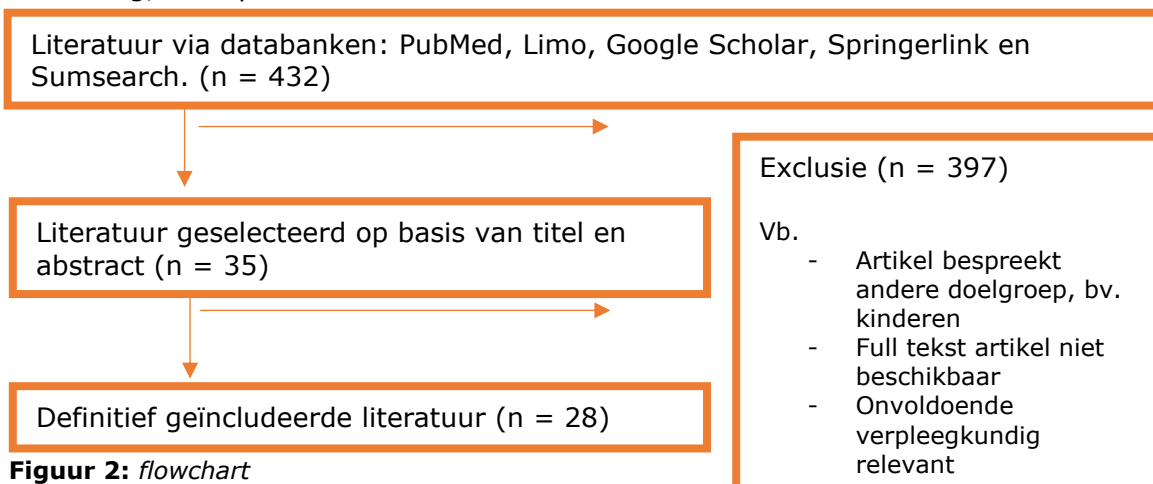 Literatuur via databanken: PubMed, Limo, Google Scholar, Springerlink en
Sumsearch. (n = 432)
Exclusie (n = 397)
Vb.
- Artikel bespreekt
andere doelgroep, bv.
kinderen
- Full tekst artikel niet
beschikbaar
- Onvoldoende
verpleegkundig
relevant
Literatuur geselecteerd op basis van titel en
abstract (n = 35)
Definitief geïncludeerde literatuur (n = 28)
Figuur 2: flowchart